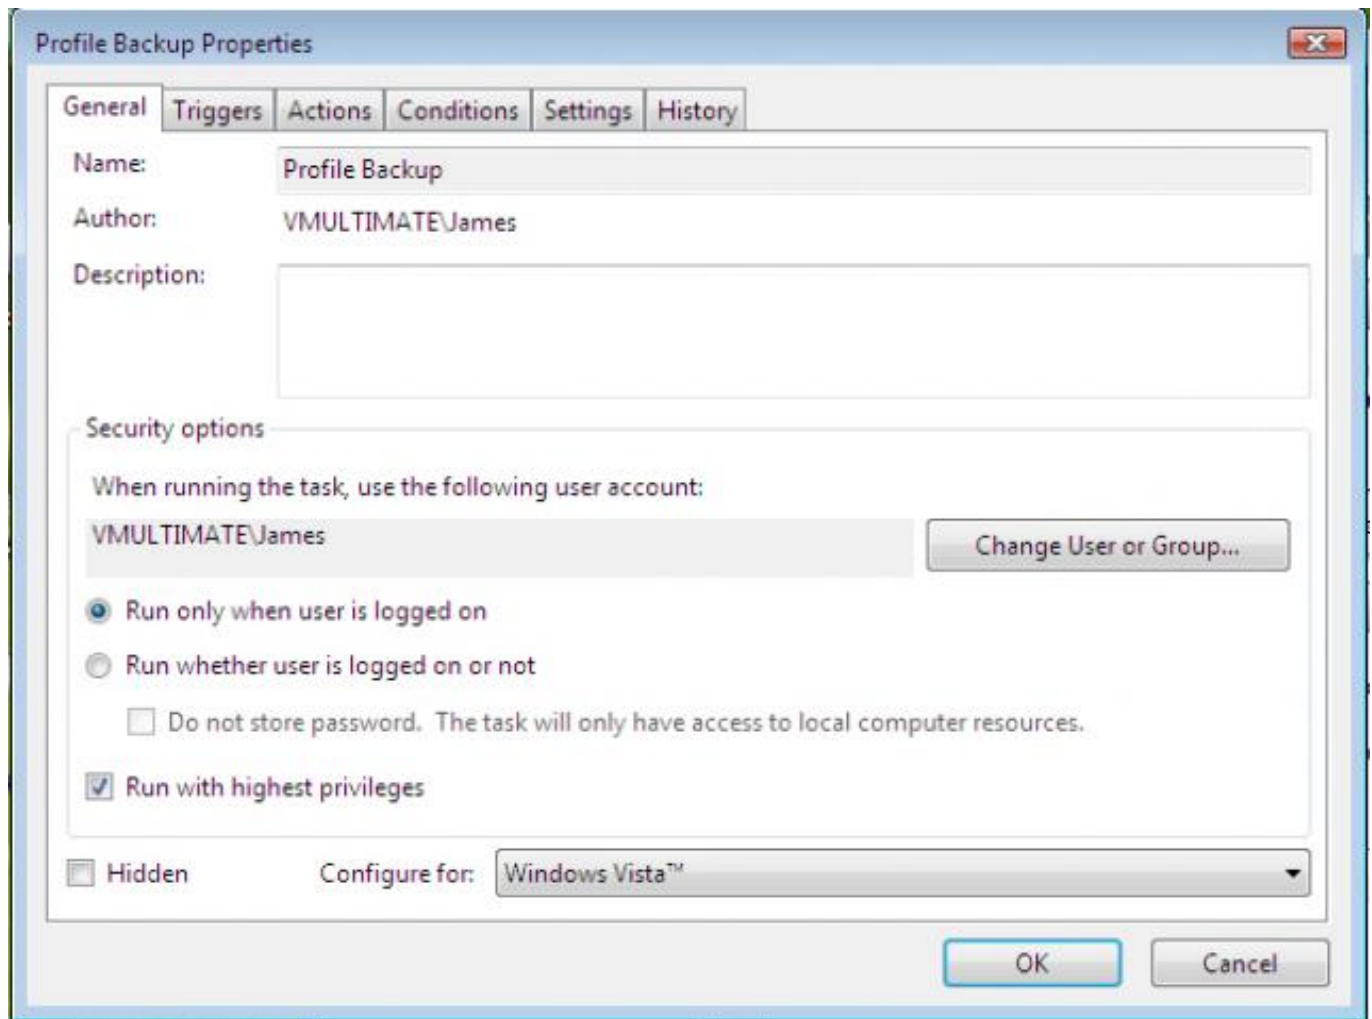 Profile Backup Properties
General Triggers Actions Conditions Settings History
Name: Profile Backup
Author: VMULTIMATE\James
Description:
Security options
When running the task, use the following user account:
VMULTIMATE\James Change User or Group...
Run only when user is logged on
Run whether user is logged on or not
Do not store password.  The task will only have access to local computer resources.
Run with highest privileges
Hidden Configure for: Windows Vista™
OK Cancel